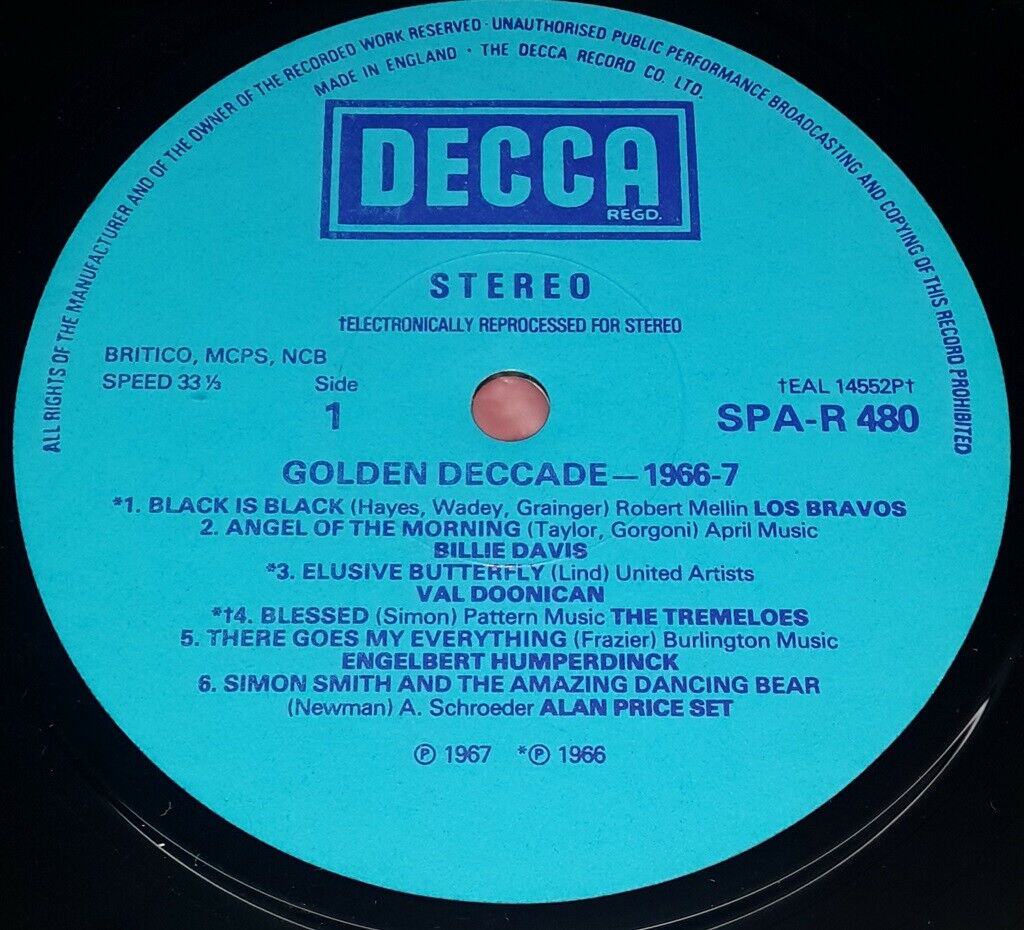 ALL RIGHTS OF THE MANUFACTURER AND OF THE OWNER OF THE RECORDED WORK RESERVED · UNAUTHORISED PUBLIC PERFORMANCE BROADCASTING AND COPYING OF THIS RECORD PROHIBITED
MADE IN ENGLAND · THE DECCA RECORD CO. LTD.
DECCA
REGD.
STEREO
†ELECTRONICALLY REPROCESSED FOR STEREO
BRITICO, MCPS, NCB
SPEED 33⅓ Side †EAL 14552P†
1 SPA-R 480
GOLDEN DECCADE—1966-7
*1. BLACK IS BLACK (Hayes, Wadey, Grainger) Robert Mellin LOS BRAVOS
2. ANGEL OF THE MORNING (Taylor, Gorgoni) April Music
BILLIE DAVIS
*3. ELUSIVE BUTTERFLY (Lind) United Artists
VAL DOONICAN
*†4. BLESSED (Simon) Pattern Music THE TREMELOES
5. THERE GOES MY EVERYTHING (Frazier) Burlington Music
ENGELBERT HUMPERDINCK
6. SIMON SMITH AND THE AMAZING DANCING BEAR
(Newman) A. Schroeder ALAN PRICE SET
℗ 1967 *℗ 1966